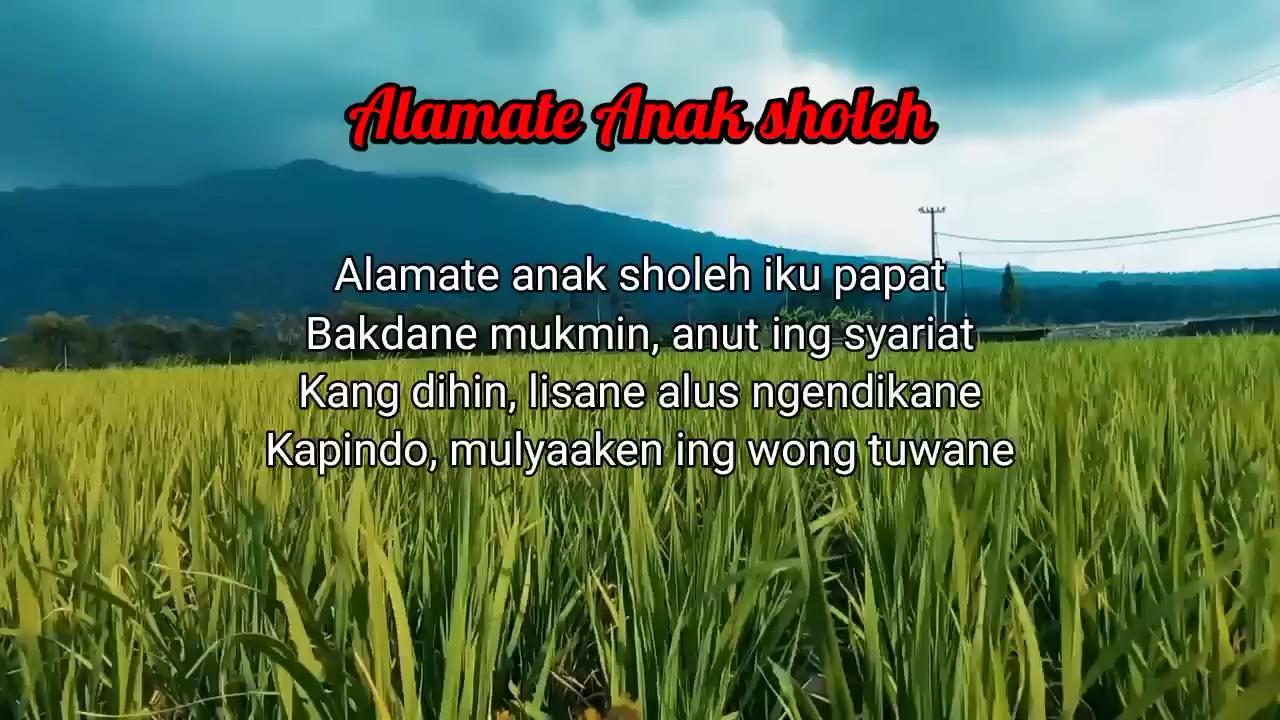 Alamate Anak sholeh
Alamate anak sholeh iku papat
Bakdane mukmin, anut ing syariat
Kang dihin, lisane alus ngendikane
Kapindo, mulyaaken ing wong tuwane